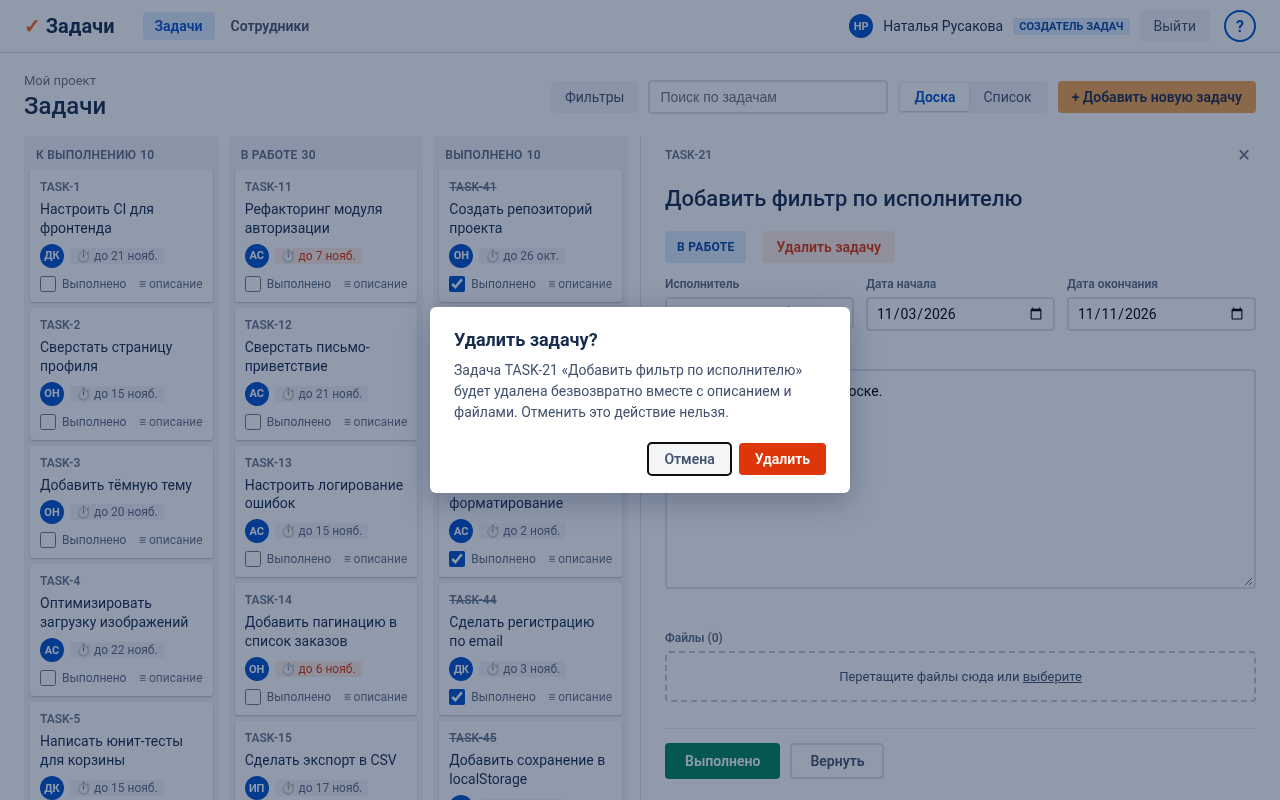 ✓ Задачи
Задачи
Сотрудники
НР
Наталья Русакова
СОЗДАТЕЛЬ ЗАДАЧ
Выйти
?
Мой проект
Задачи
Фильтры
Поиск по задачам
Доска
Список
+ Добавить новую задачу
К ВЫПОЛНЕНИЮ 10
TASK-1
Настроить CI для
фронтенда
ДК
до 21 нояб.
Выполнено
≡ описание
TASK-2
Сверстать страницу
профиля
ОН
до 15 нояб.
Выполнено
≡ описание
TASK-3
Добавить тёмную тему
ОН
до 20 нояб.
Выполнено
≡ описание
TASK-4
Оптимизировать
загрузку изображений
АС
до 22 нояб.
Выполнено
≡ описание
TASK-5
Написать юнит-тесты
для корзины
ДК
до 15 нояб.
В РАБОТЕ 30
TASK-11
Рефакторинг модуля
авторизации
АС
до 7 нояб.
Выполнено
≡ описание
TASK-12
Сверстать письмо-
приветствие
АС
до 21 нояб.
Выполнено
≡ описание
TASK-13
Настроить логирование
ошибок
АС
до 15 нояб.
Выполнено
≡ описание
TASK-14
Добавить пагинацию в
список заказов
ОН
до 6 нояб.
Выполнено
≡ описание
TASK-15
Сделать экспорт в CSV
ИП
до 17 нояб.
ВЫПОЛНЕНО 10
TASK-41
Создать репозиторий
проекта
ОН
до 26 окт.
Выполнено
≡ описание
форматирование
АС
до 2 нояб.
Выполнено
≡ описание
TASK-44
Сделать регистрацию
по email
ДК
до 3 нояб.
Выполнено
≡ описание
TASK-45
Добавить сохранение в
localStorage
TASK-21
✕
Добавить фильтр по исполнителю
В РАБОТЕ
Удалить задачу
Исполнитель
Дата начала
11/03/2026
Дата окончания
11/11/2026
Файлы (0)
Перетащите файлы сюда или выберите
Выполнено
Вернуть
Удалить задачу?
Задача TASK-21 «Добавить фильтр по исполнителю»
будет удалена безвозвратно вместе с описанием и
файлами. Отменить это действие нельзя.
Отмена
Удалить